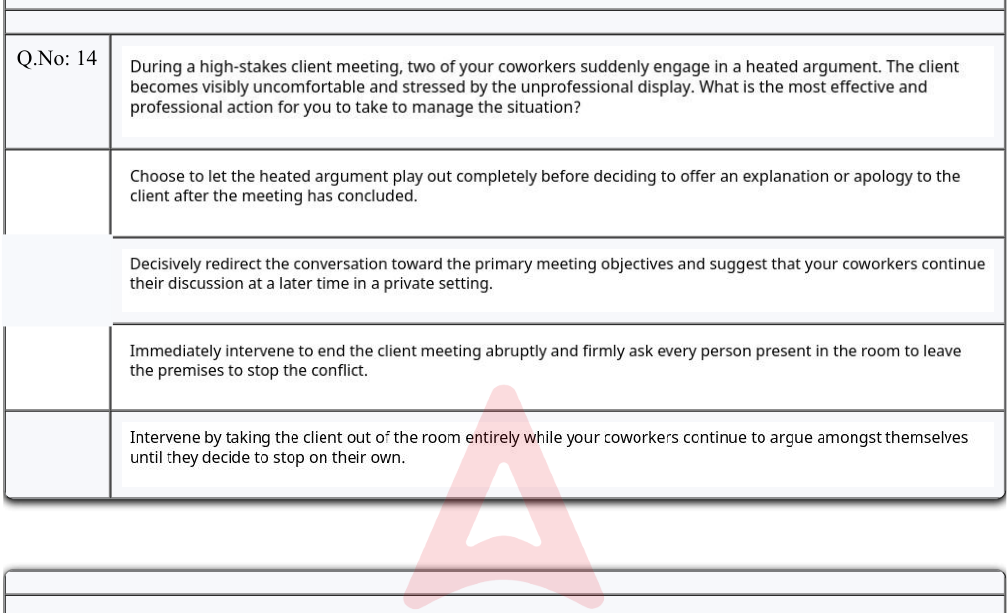 Q.No: 14
During a high-stakes client meeting, two of your coworkers suddenly engage in a heated argument. The client
becomes visibly uncomfortable and stressed by the unprofessional display. What is the most effective and
professional action for you to take to manage the situation?
Choose to let the heated argument play out completely before deciding to offer an explanation or apology to the
client after the meeting has concluded.
Decisively redirect the conversation toward the primary meeting objectives and suggest that your coworkers continue
their discussion at a later time in a private setting.
Immediately intervene to end the client meeting abruptly and firmly ask every person present in the room to leave
the premises to stop the conflict.
Intervene by taking the client out of the room entirely while your coworkers continue to argue amongst themselves
until they decide to stop on their own.